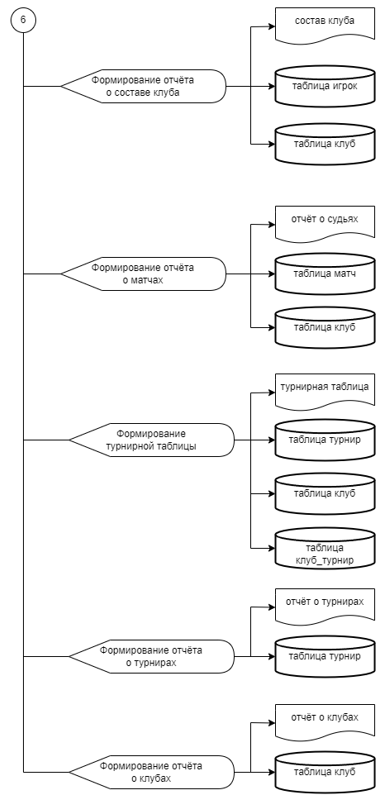 6
состав клуба
Формирование отчёта
о составе клуба
таблица игрок
таблица клуб
отчёт о судьях
Формирование отчёта
о матчах
таблица матч
таблица клуб
турнирная таблица
Формирование
турнирной таблицы
таблица турнир
таблица клуб
таблица
клуб_турнир
отчёт о турнирах
Формирование отчёта
о турнирах
таблица турнир
отчёт о клубах
Формирование отчёта
о клубах
таблица клуб